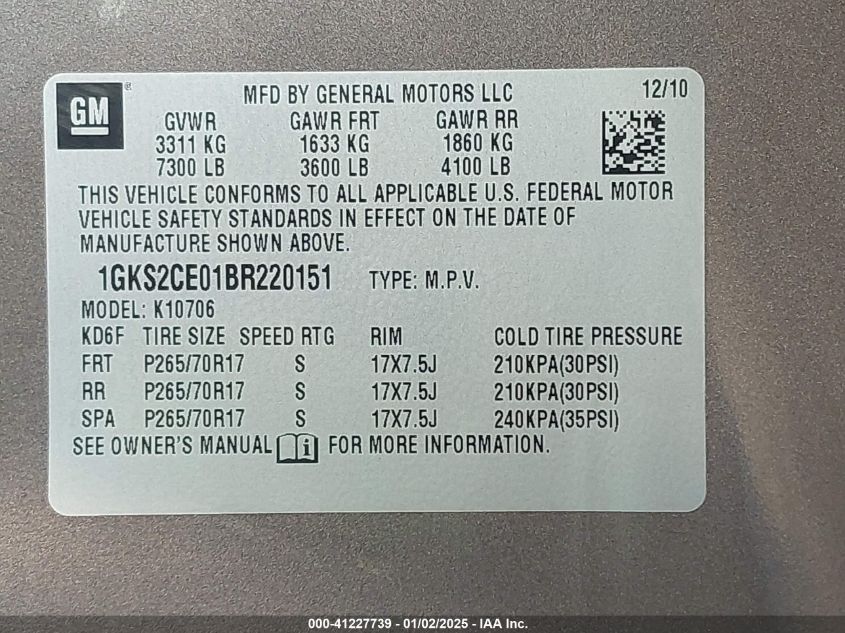 GM ®
MFD BY GENERAL MOTORS LLC 12/10
GVWR GAWR FRT GAWR RR
3311 KG 1633 KG 1860 KG
7300 LB 3600 LB 4100 LB
THIS VEHICLE CONFORMS TO ALL APPLICABLE U.S. FEDERAL MOTOR
VEHICLE SAFETY STANDARDS IN EFFECT ON THE DATE OF
MANUFACTURE SHOWN ABOVE.
1GKS2CE01BR220151 TYPE: M.P.V.
MODEL: K10706
KD6F TIRE SIZE SPEED RTG RIM COLD TIRE PRESSURE
FRT P265/70R17 S 17X7.5J 210KPA(30PSI)
RR P265/70R17 S 17X7.5J 210KPA(30PSI)
SPA P265/70R17 S 17X7.5J 240KPA(35PSI)
SEE OWNER'S MANUAL i FOR MORE INFORMATION.
000-41227739 - 01/02/2025 - IAA Inc.